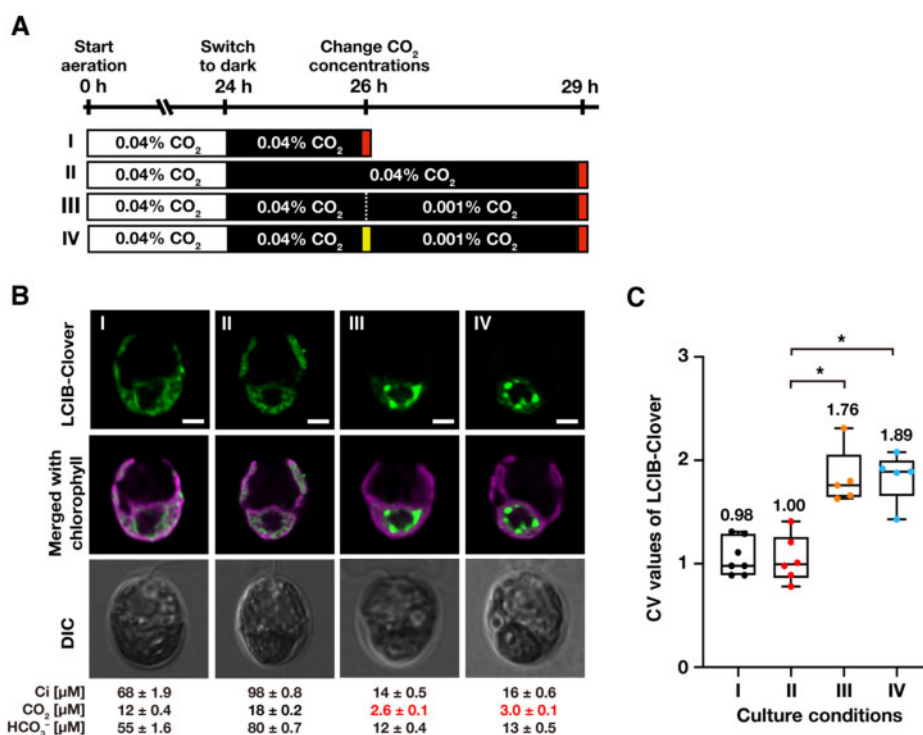 A
Start aeration
Switch to dark
Change CO₂ concentrations
0 h
24 h
26 h
29 h
I
0.04% CO₂
0.04% CO₂
II
0.04% CO₂
0.04% CO₂
III
0.04% CO₂
0.04% CO₂
0.001% CO₂
IV
0.04% CO₂
0.04% CO₂
0.001% CO₂
B
LCIB-Clover
I
II
III
IV
Merged with chlorophyll
DIC
Ci [µM] 68 ± 1.9 98 ± 0.8 14 ± 0.5 16 ± 0.6
CO₂ [µM] 12 ± 0.4 18 ± 0.2 2.6 ± 0.1 3.0 ± 0.1
HCO₃⁻ [µM] 55 ± 1.6 80 ± 0.7 12 ± 0.4 13 ± 0.5
C
CV values of LCIB-Clover
3
2
1
0
*
*
0.98
1.00
1.76
1.89
I
II
III
IV
Culture conditions